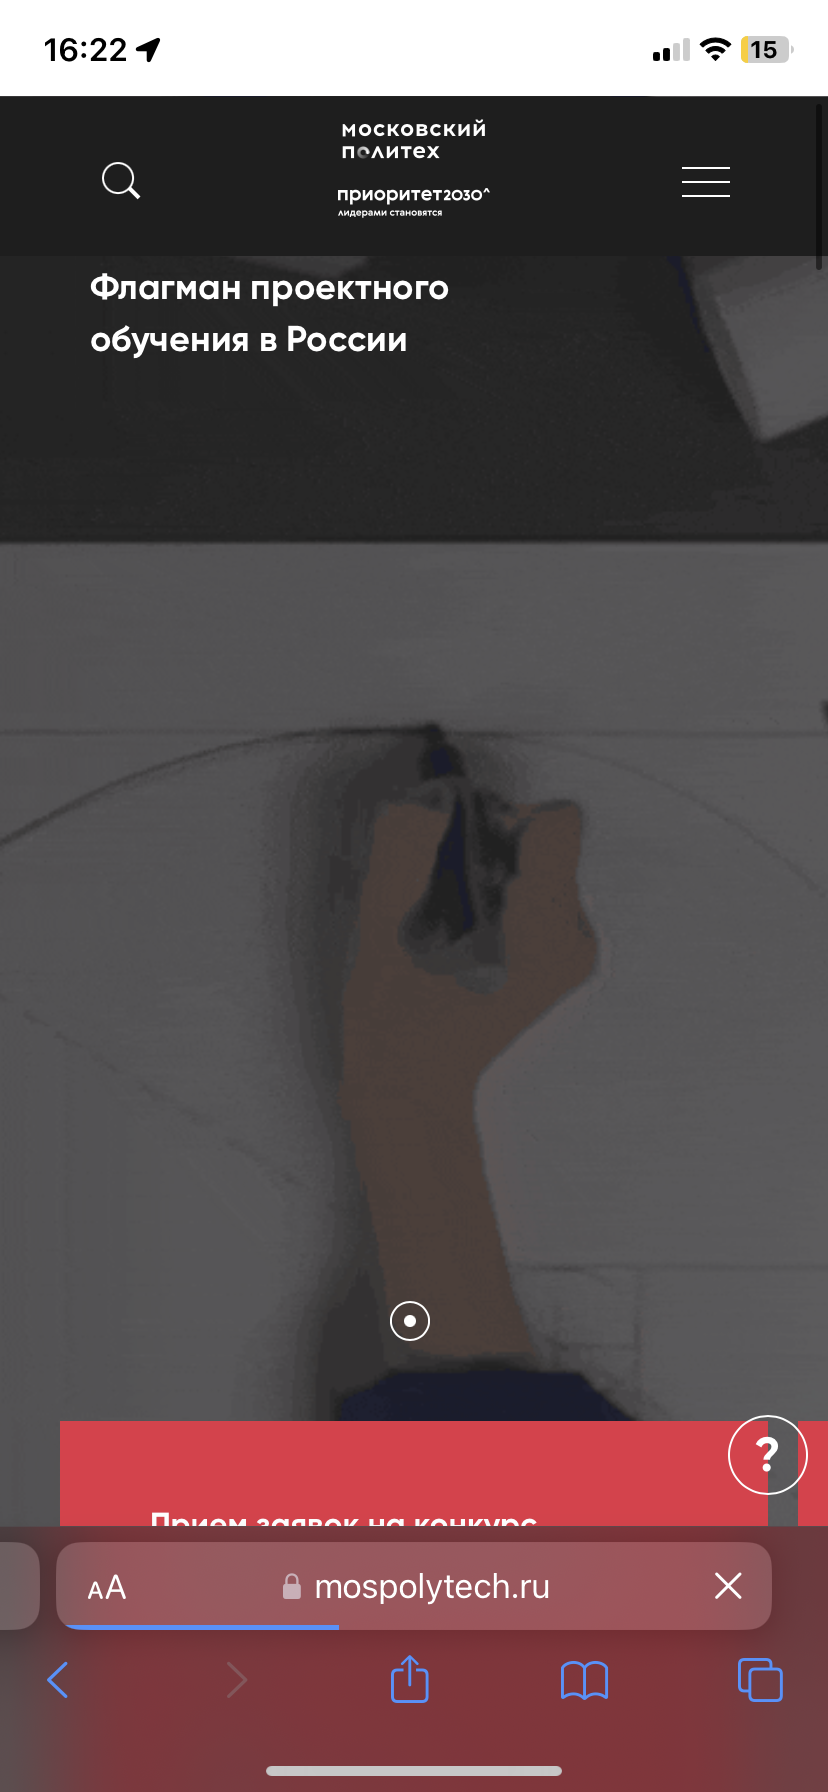 16:22
15
московский
политех
приоритет2030^
лидерами становятся
Флагман проектного
обучения в России
?
Прием заявок на конкурс
AA
mospolytech.ru